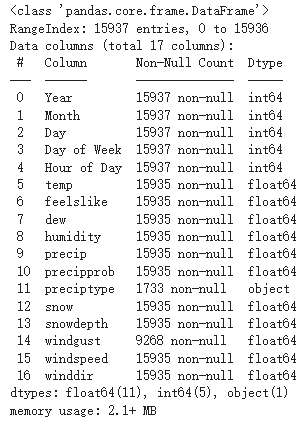 <class 'pandas.core.frame.DataFrame'>
RangeIndex: 15937 entries, 0 to 15936
Data columns (total 17 columns):
 #   Column       Non-Null Count  Dtype
---  ------       --------------  -----
 0   Year         15937 non-null  int64
 1   Month        15937 non-null  int64
 2   Day          15937 non-null  int64
 3   Day of Week  15937 non-null  int64
 4   Hour of Day  15937 non-null  int64
 5   temp         15935 non-null  float64
 6   feelslike    15935 non-null  float64
 7   dew          15935 non-null  float64
 8   humidity     15935 non-null  float64
 9   precip       15935 non-null  float64
 10  precipprob   15935 non-null  float64
 11  preciptype   1733 non-null   object
 12  snow         15935 non-null  float64
 13  snowdepth    15935 non-null  float64
 14  windgust     9268 non-null   float64
 15  windspeed    15935 non-null  float64
 16  winddir      15935 non-null  float64
dtypes: float64(11), int64(5), object(1)
memory usage: 2.1+ MB